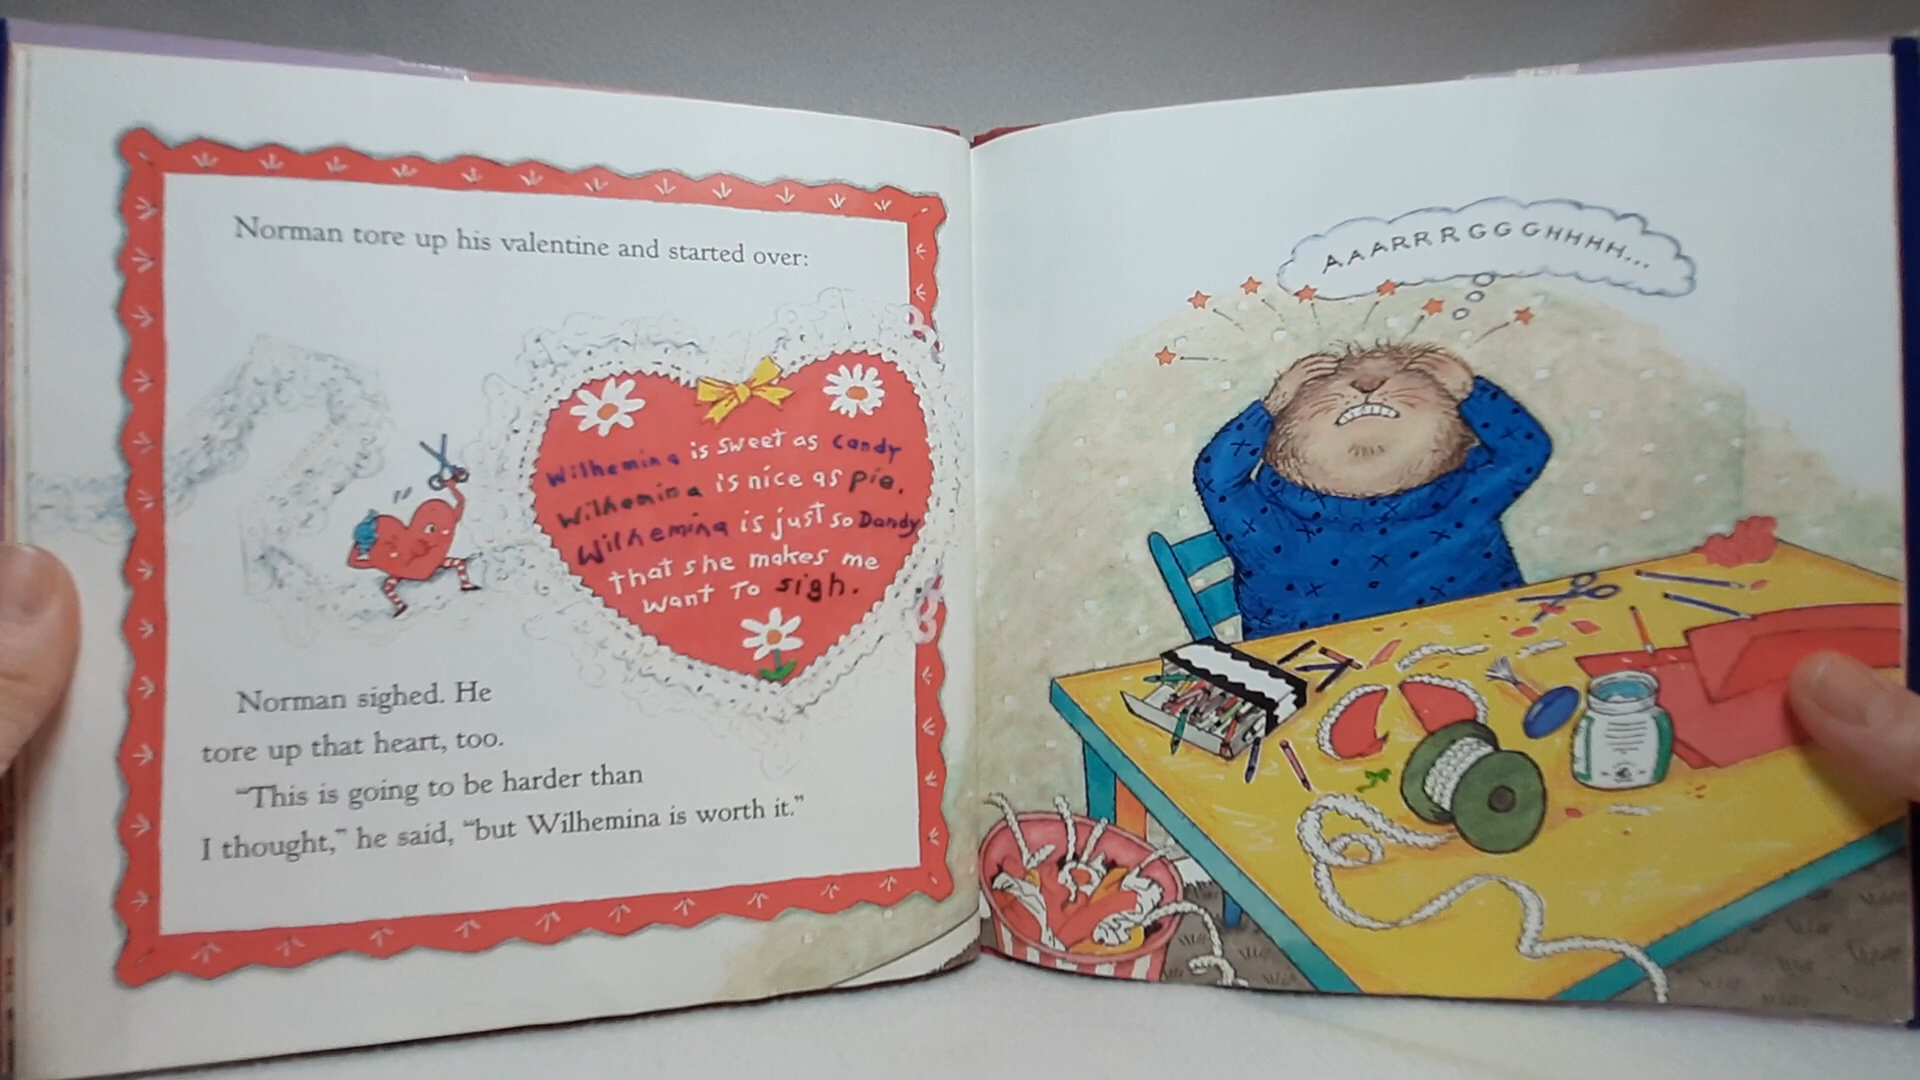 Norman tore up his valentine and started over:
Wilhemina is sweet as candy
Wilhemina is nice as pie.
Wilhemina is just so Dandy
that she makes me
want to sigh.
Norman sighed. He
tore up that heart, too.
“This is going to be harder than
I thought,” he said, “but Wilhemina is worth it.”
AAARRRGGGHHHH...